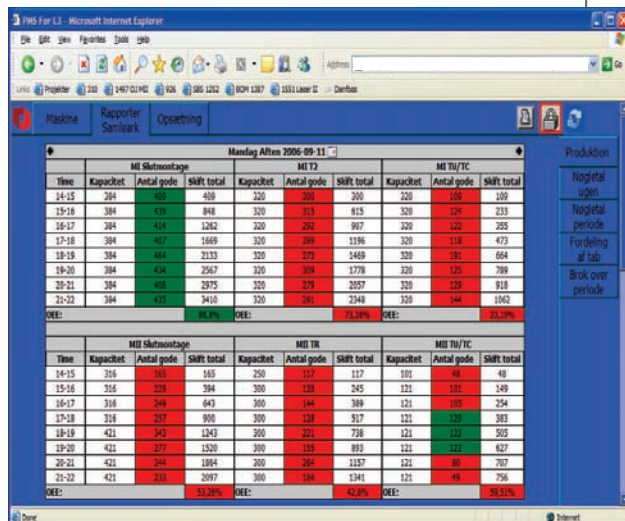 PMS For L3 - Microsoft Internet Explorer
File Edit View Favorites Tools Help
Address Go
Links Projekter 310 1497 OU MII 926 SBS 1252 BOM 1387 1551 Laser II Danfoss
Maskine Rapporter Samleark Opsætning
Mandag Aften 2006-09-11
MI Slutmontage MI T2 MI TU/TC
Time Kapacitet Antal gode Skift total Kapacitet Antal gode Skift total Kapacitet Antal gode Skift total
14-15 384 409 409 320 300 300 320 109 109
15-16 384 439 848 320 315 615 320 124 233
16-17 384 414 1262 320 292 907 320 122 355
17-18 384 407 1669 320 289 1196 320 118 473
18-19 384 464 2133 320 273 1469 320 191 664
19-20 384 434 2567 320 309 1778 320 125 789
20-21 384 408 2975 320 279 2057 320 129 918
21-22 384 435 3410 320 291 2348 320 144 1062
OEE: OEE: 73,38% OEE: 33,19%
MII Slutmontage MII TR MII TU/TC
Time Kapacitet Antal gode Skift total Kapacitet Antal gode Skift total Kapacitet Antal gode Skift total
14-15 316 165 165 250 117 117 101 48 48
15-16 316 229 394 300 128 245 121 101 149
16-17 316 249 643 300 144 389 121 105 254
17-18 316 257 900 300 128 517 121 129 383
18-19 421 343 1243 300 221 738 121 122 505
19-20 421 277 1520 300 155 893 121 122 627
20-21 421 344 1864 300 264 1157 121 80 707
21-22 421 233 2097 300 184 1341 121 49 756
OEE: 53,26% OEE: 42,8% OEE: 59,51%
Produktion
Nøgletal
ugen
Nøgletal
periode
Fordeling
af tab
Brok over
periode
Done Internet